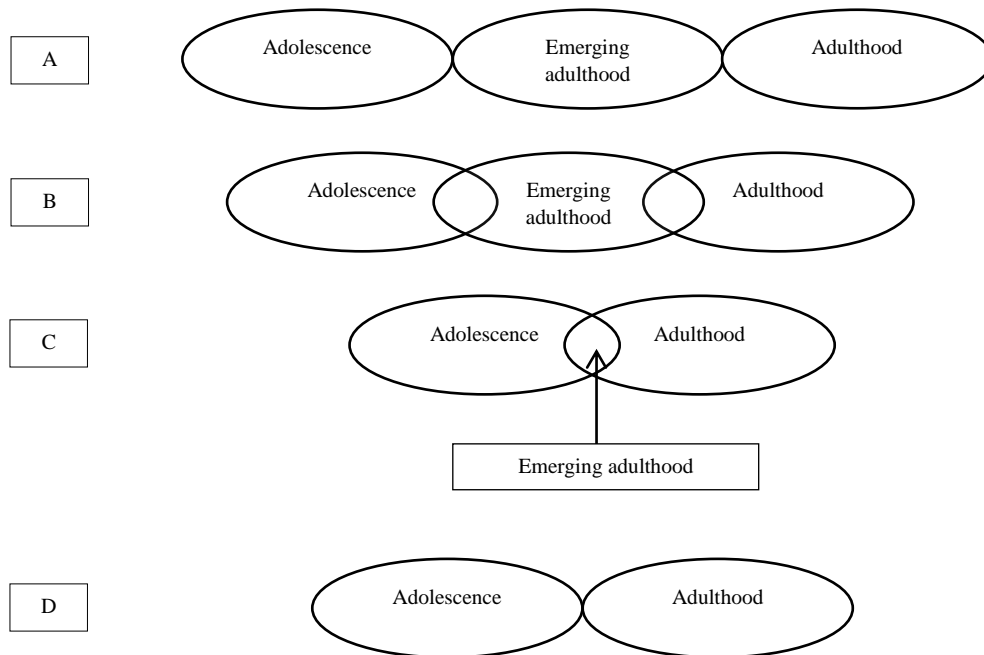 A
Adolescence
Emerging
adulthood
Adulthood
B
Adolescence
Emerging
adulthood
Adulthood
C
Adolescence
Adulthood
Emerging adulthood
D
Adolescence
Adulthood